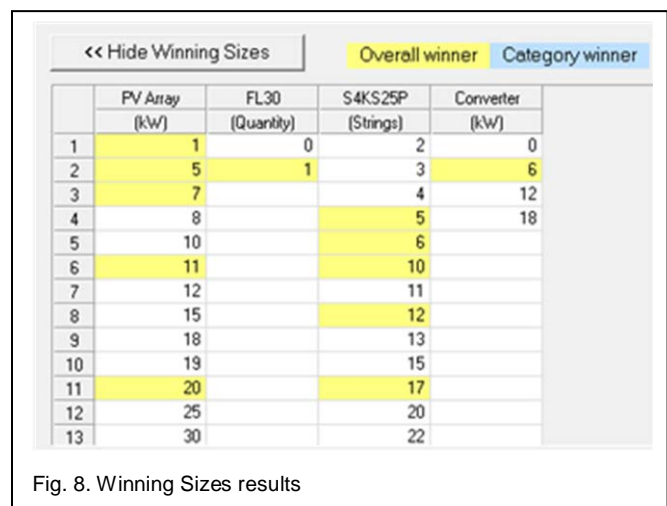 << Hide Winning Sizes Overall winner Category winner
PV Array FL30 S4KS25P Converter
(kW) (Quantity) (Strings) (kW)
1 1 0 2 0
2 5 1 3 6
3 7 4 12
4 8 5 18
5 10 6
6 11 10
7 12 11
8 15 12
9 18 13
10 19 15
11 20 17
12 25 20
13 30 22
Fig. 8. Winning Sizes results